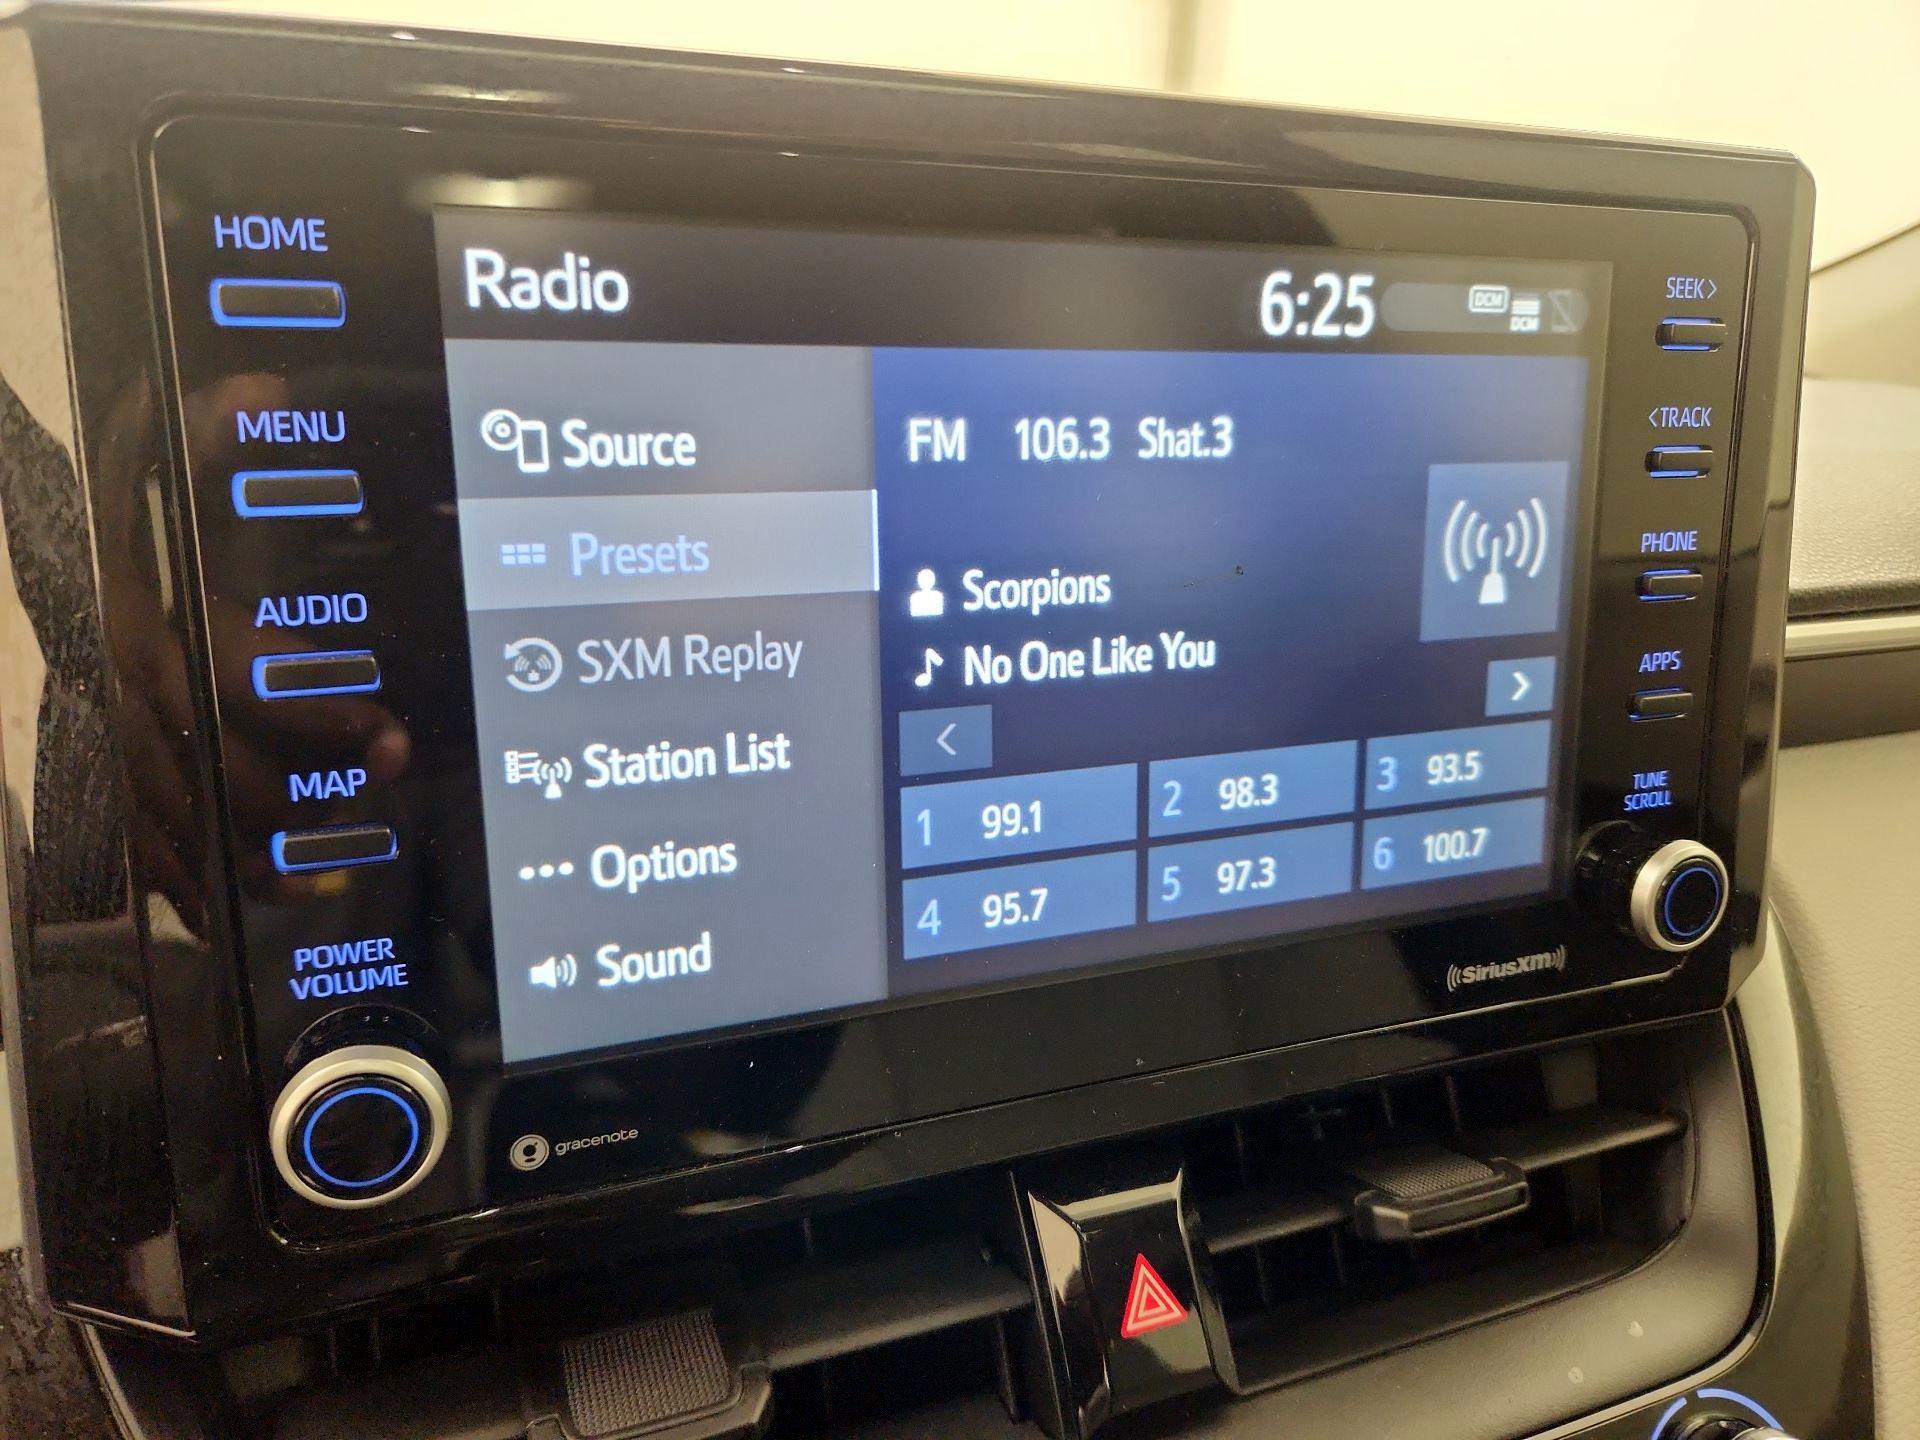 HOME
MENU
AUDIO
MAP
POWER
VOLUME
Radio
6:25
DCM
DCM
Source
Presets
SXM Replay
Station List
Options
Sound
FM 106.3 Shat.3
Scorpions
No One Like You
<
>
1 99.1
2 98.3
3 93.5
4 95.7
5 97.3
6 100.7
SEEK>
<TRACK
PHONE
APPS
TUNE
SCROLL
gracenote
((SiriusXM))